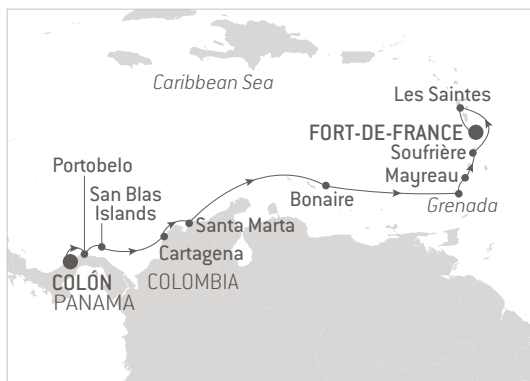 Caribbean Sea
Les Saintes
FORT-DE-FRANCE
Soufrière
Mayreau
Grenada
Portobelo
San Blas
Islands
Bonaire
Santa Marta
Cartagena
COLÓN
PANAMA
COLOMBIA